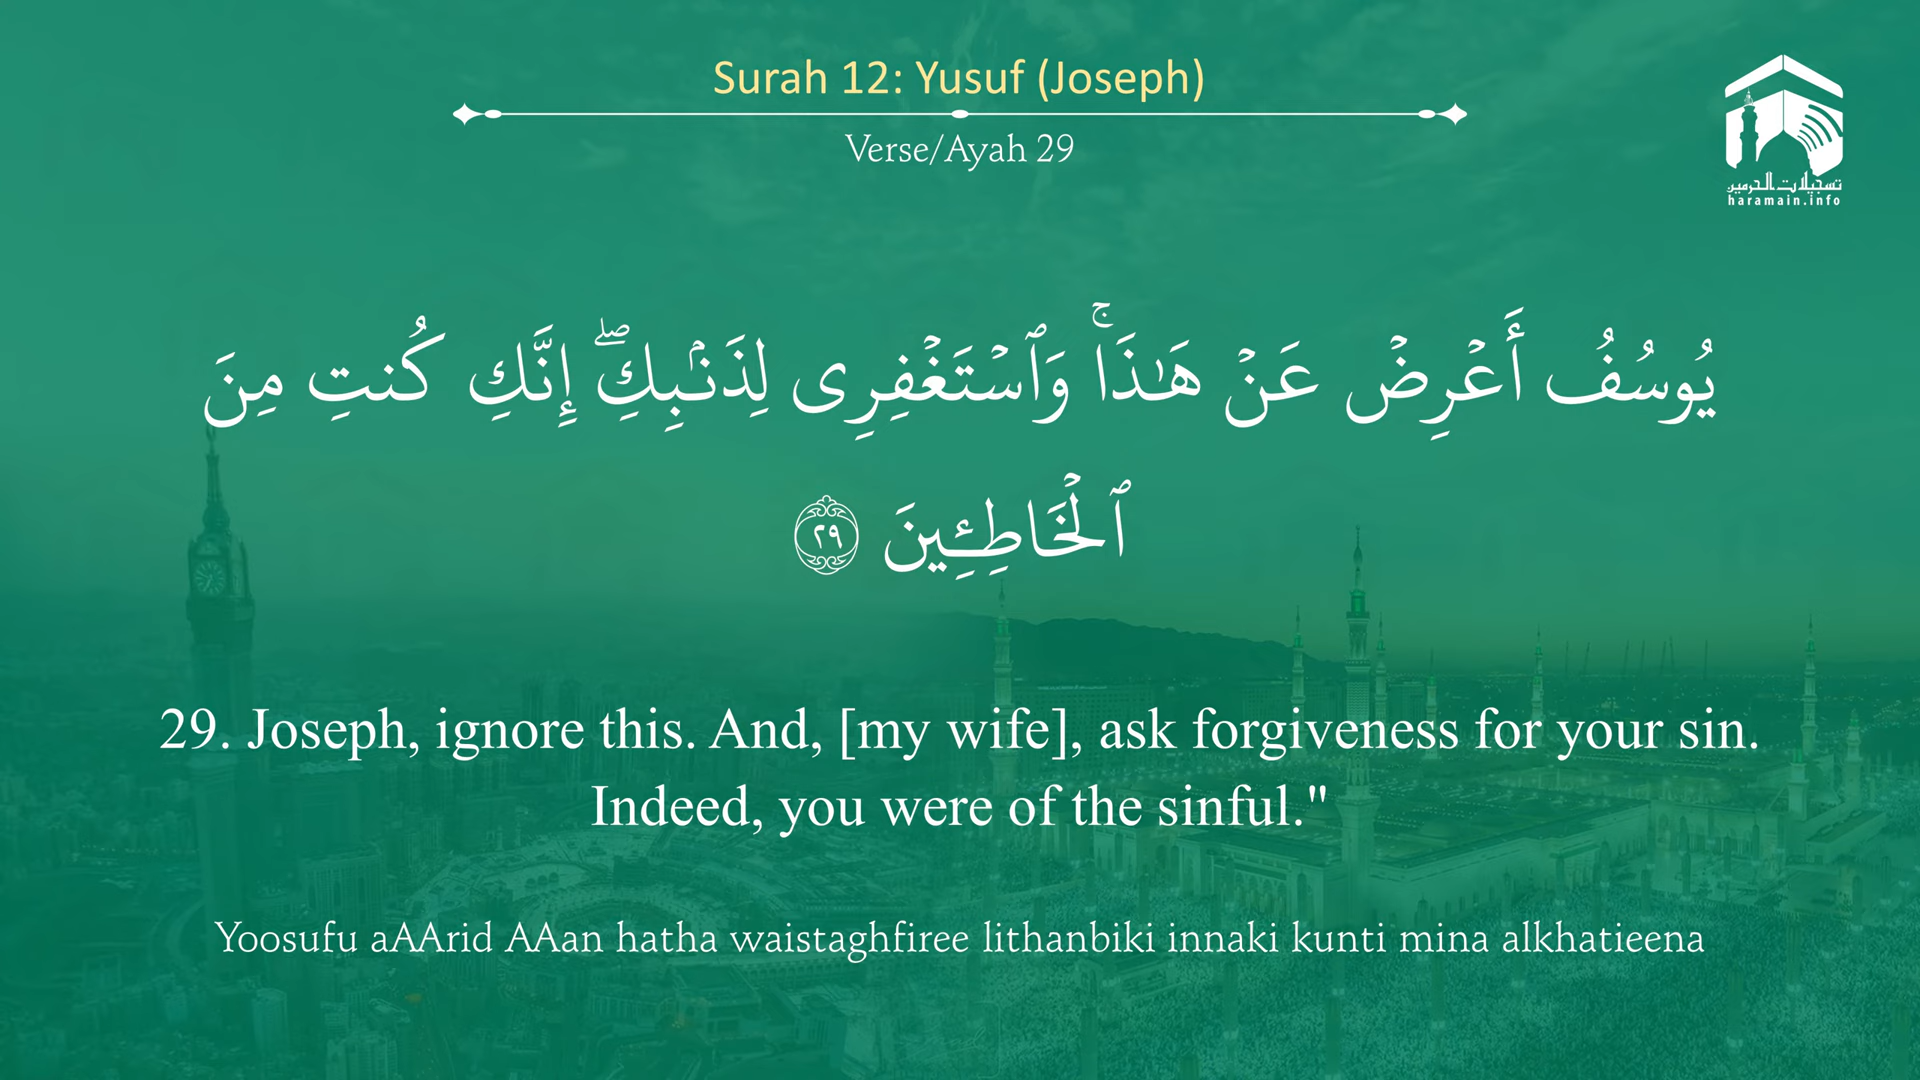 Surah 12: Yusuf (Joseph)
Verse/Ayah 29
تسجيلات الحرمين
haramain.info
يُوسُفُ أَعْرِضْ عَنْ هَـٰذَا ۚ وَٱسْتَغْفِرِى لِذَنۢبِكِ ۖ إِنَّكِ كُنتِ مِنَ
ٱلْخَاطِـِٔينَ ٢٩
29. Joseph, ignore this. And, [my wife], ask forgiveness for your sin.
Indeed, you were of the sinful."
Yoosufu aAArid AAan hatha waistaghfiree lithanbiki innaki kunti mina alkhatieena